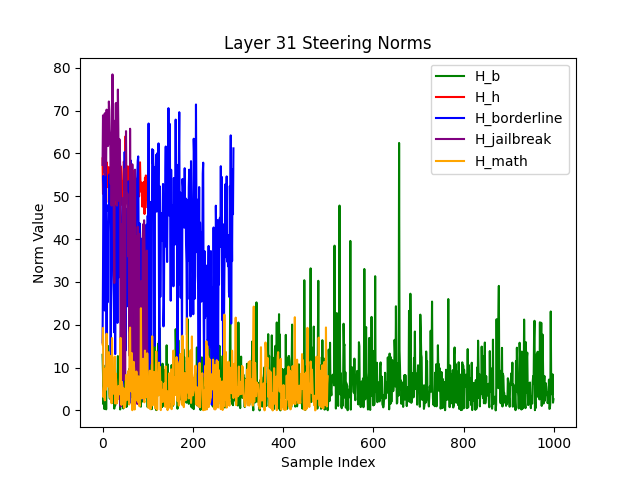 Layer 31 Steering Norms
Norm Value
80
70
60
50
40
30
20
10
0
H_b
H_h
H_borderline
H_jailbreak
H_math
0 200 400 600 800 1000
Sample Index